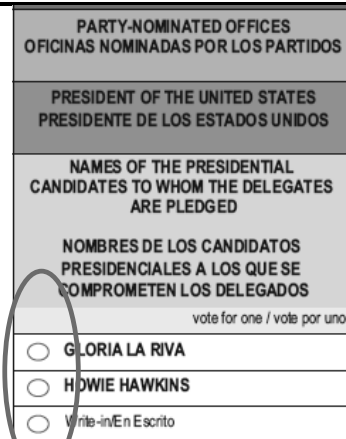 PARTY-NOMINATED OFFICES
OFICINAS NOMINADAS POR LOS PARTIDOS
PRESIDENT OF THE UNITED STATES
PRESIDENTE DE LOS ESTADOS UNIDOS
NAMES OF THE PRESIDENTIAL
CANDIDATES TO WHOM THE DELEGATES
ARE PLEDGED
NOMBRES DE LOS CANDIDATOS
PRESIDENCIALES A LOS QUE SE
COMPROMETEN LOS DELEGADOS
vote for one / vote por uno
GLORIA LA RIVA
HOWIE HAWKINS
Write-in/En Escrito